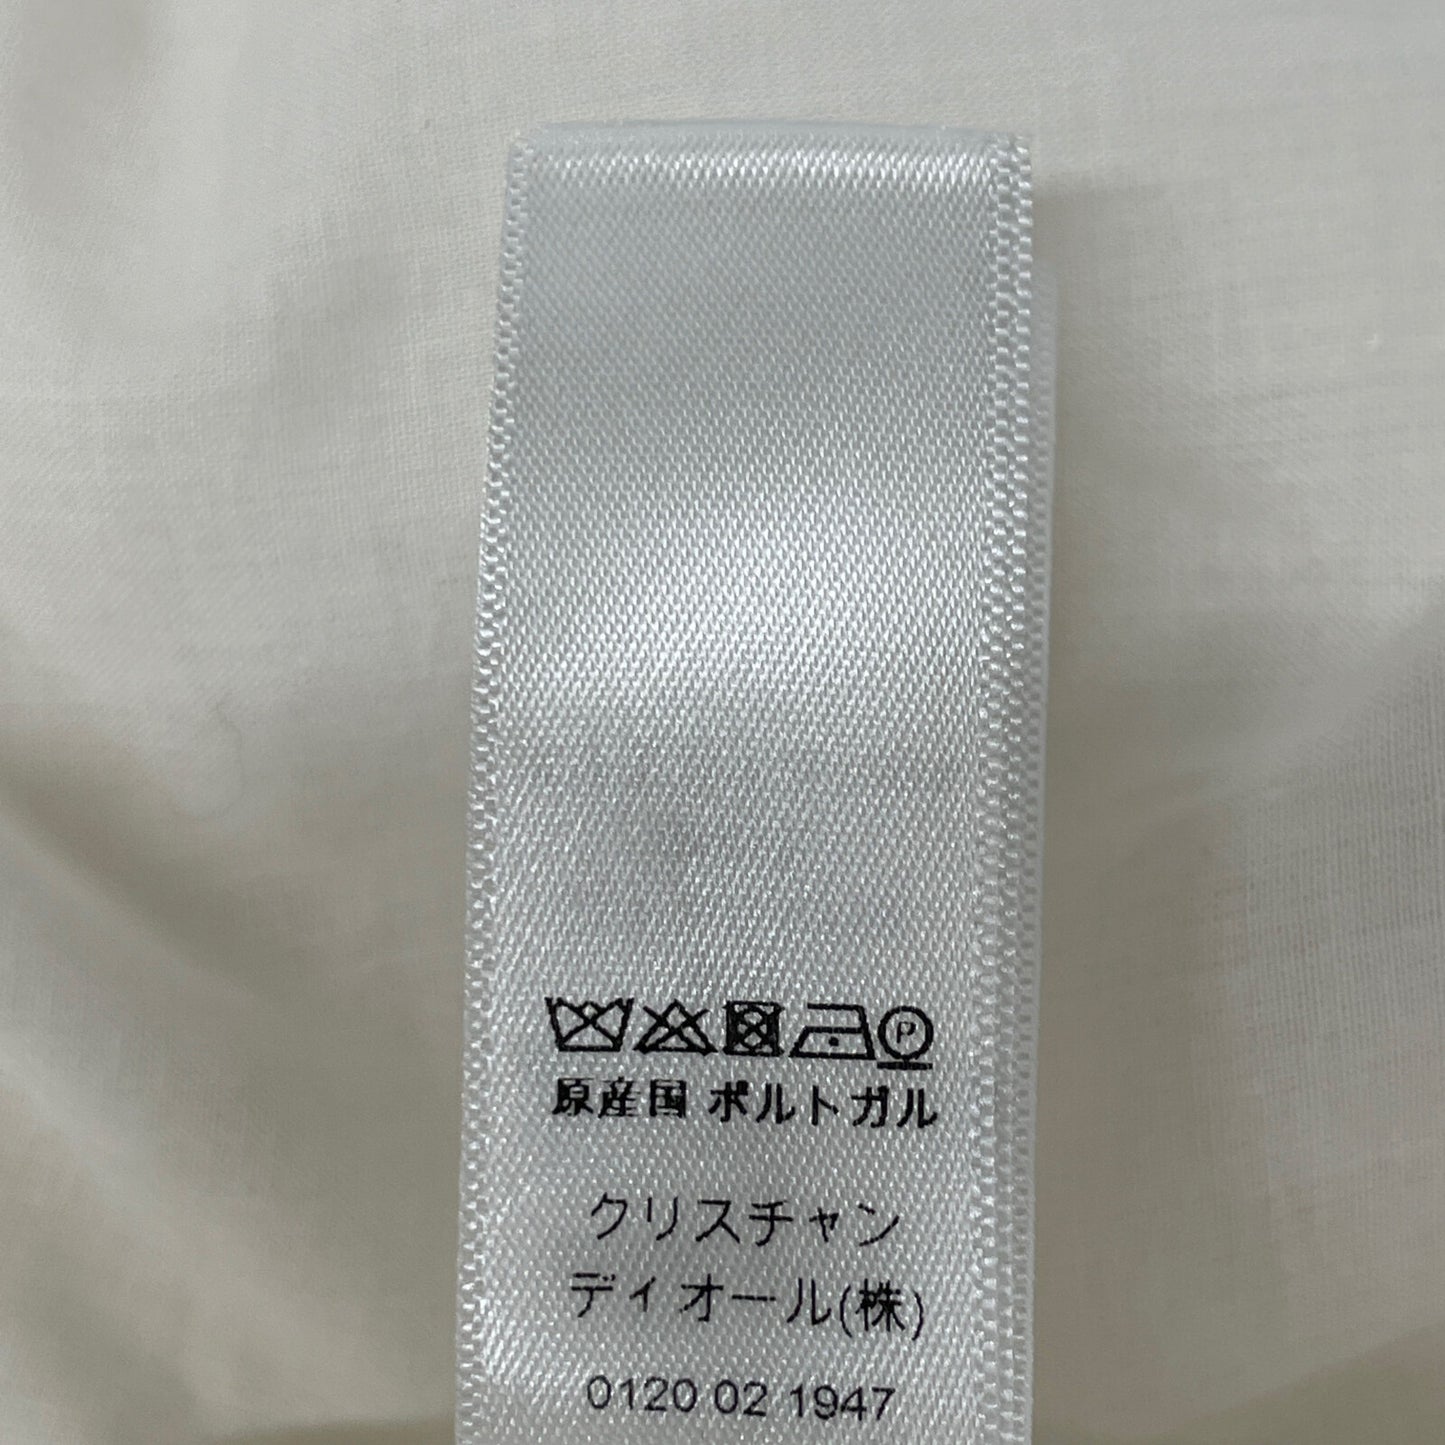 P
原産国 ポルトガル
クリスチャン
ディオール(株)
0120 02 1947